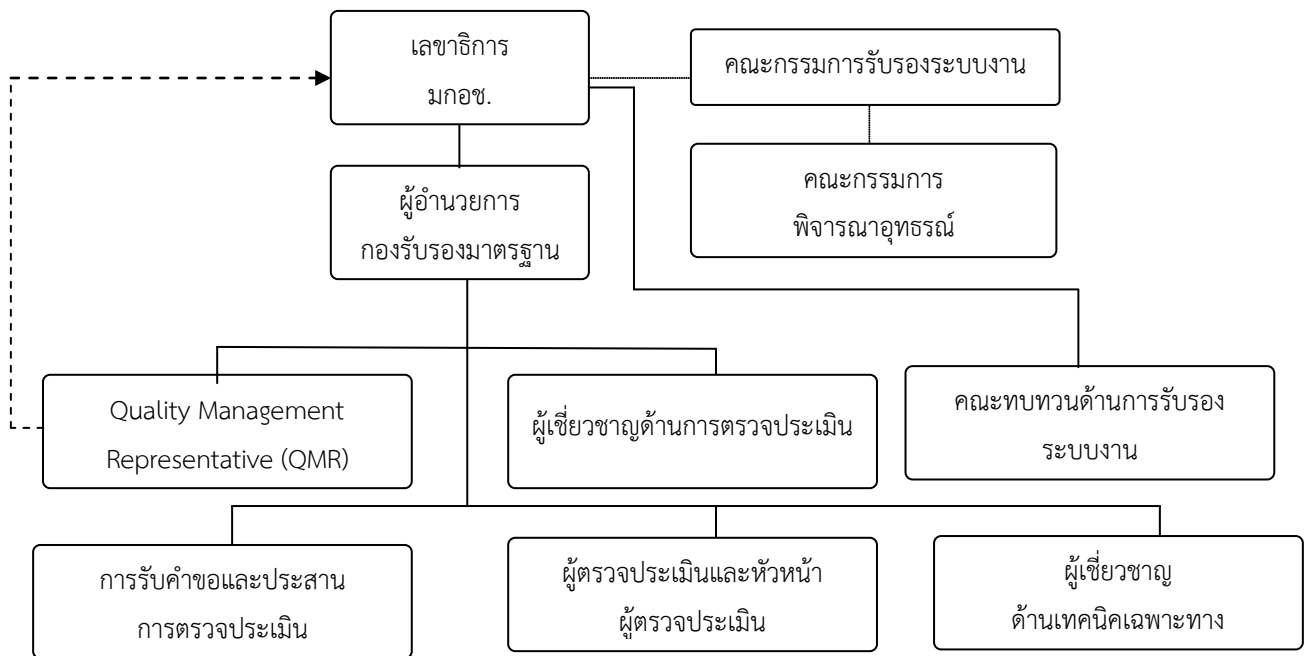 เลขาธิการ
มกอช.
คณะกรรมการรับรองระบบงาน
คณะกรรมการ
พิจารณาอุทธรณ์
ผู้อำนวยการ
กองรับรองมาตรฐาน
Quality Management
Representative (QMR)
ผู้เชี่ยวชาญด้านการตรวจประเมิน
คณะทบทวนด้านการรับรอง
ระบบงาน
การรับคำขอและประสาน
การตรวจประเมิน
ผู้ตรวจประเมินและหัวหน้า
ผู้ตรวจประเมิน
ผู้เชี่ยวชาญ
ด้านเทคนิคเฉพาะทาง